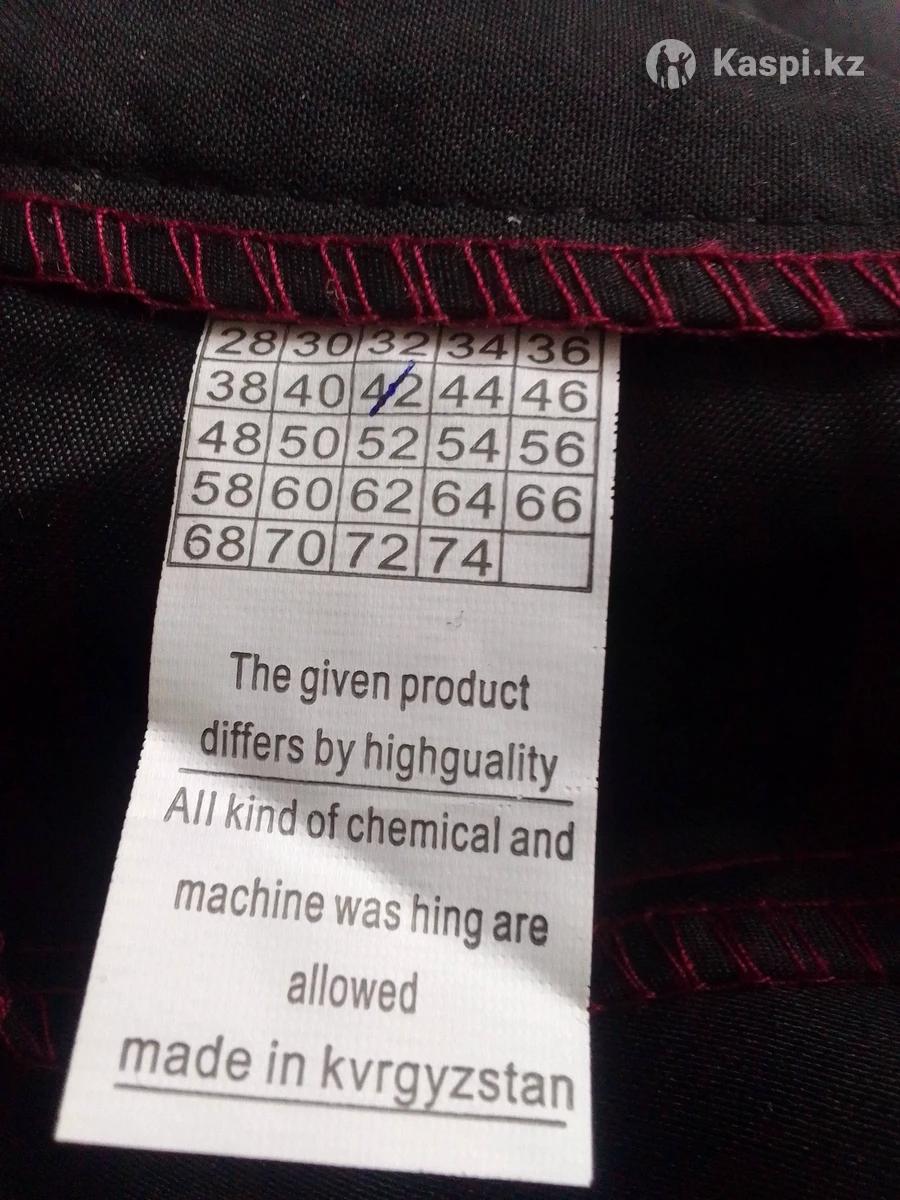 Kaspi.kz
28 30 32 34 36
38 40 42 44 46
48 50 52 54 56
58 60 62 64 66
68 70 72 74
The given product
differs by highguality
All kind of chemical and
machine was hing are
allowed
made in kvrgyzstan